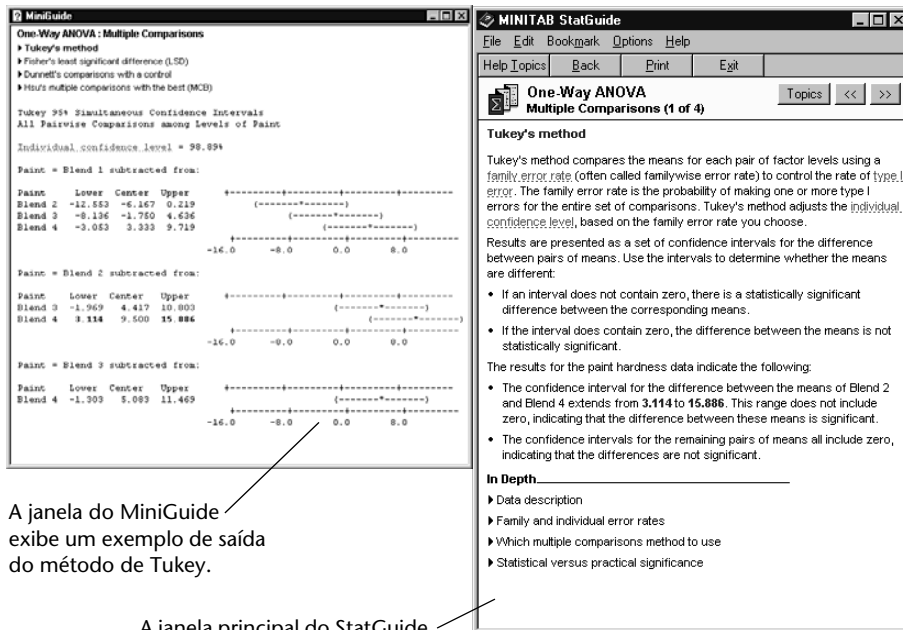 MiniGuide
One-Way ANOVA : Multiple Comparisons
Tukey's method
Fisher's least significant difference (LSD)
Dunnett's comparisons with a control
Hsu's multiple comparisons with the best (MCB)
Tukey 95% Simultaneous Confidence Intervals
All Pairwise Comparisons among Levels of Paint
Individual confidence level = 98.89%
Paint = Blend 1 subtracted from:
Paint Lower Center Upper +---------+---------+---------+---------
Blend 2 -12.553 -6.167 0.219 (-------*-------)
Blend 3 -8.136 -1.750 4.636 (-------*-------)
Blend 4 -3.053 3.333 9.719 (-------*-------)
+---------+---------+---------+---------
-16.0 -8.0 0.0 8.0
Paint = Blend 2 subtracted from:
Paint Lower Center Upper +---------+---------+---------+---------
Blend 3 -1.969 4.417 10.803 (-------*-------)
Blend 4 3.114 9.500 15.886 (-------*-------)
+---------+---------+---------+---------
-16.0 -8.0 0.0 8.0
Paint = Blend 3 subtracted from:
Paint Lower Center Upper +---------+---------+---------+---------
Blend 4 -1.303 5.083 11.469 (-------*-------)
+---------+---------+---------+---------
-16.0 -8.0 0.0 8.0
A janela do MiniGuide
exibe um exemplo de saída
do método de Tukey.
MINITAB StatGuide
File Edit Bookmark Options Help
Help Topics Back Print Exit
One-Way ANOVA
Multiple Comparisons (1 of 4)
Topics << >>
Tukey's method
Tukey's method compares the means for each pair of factor levels using a
family error rate (often called familywise error rate) to control the rate of type I
error. The family error rate is the probability of making one or more type I
errors for the entire set of comparisons. Tukey's method adjusts the individual
confidence level, based on the family error rate you choose.
Results are presented as a set of confidence intervals for the difference
between pairs of means. Use the intervals to determine whether the means
are different:
• If an interval does not contain zero, there is a statistically significant
difference between the corresponding means.
• If the interval does contain zero, the difference between the means is not
statistically significant.
The results for the paint hardness data indicate the following:
• The confidence interval for the difference between the means of Blend 2
and Blend 4 extends from 3.114 to 15.886. This range does not include
zero, indicating that the difference between these means is significant.
• The confidence intervals for the remaining pairs of means all include zero,
indicating that the differences are not significant.
In Depth
Data description
Family and individual error rates
Which multiple comparisons method to use
Statistical versus practical significance
A janela principal do StatGuide